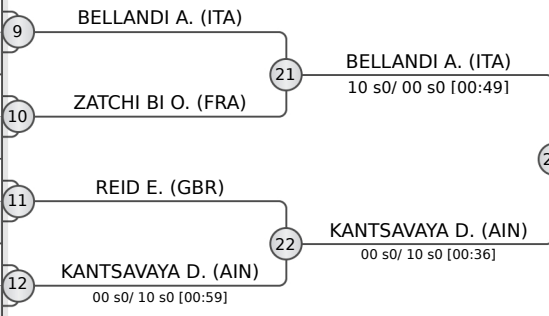 BELLANDI A. (ITA)
9
21
BELLANDI A. (ITA)
10 s0/ 00 s0 [00:49]
ZATCHI BI O. (FRA)
10
REID E. (GBR)
11
22
KANTSAVAYA D. (AIN)
00 s0/ 10 s0 [00:36]
KANTSAVAYA D. (AIN)
12
00 s0/ 10 s0 [00:59]